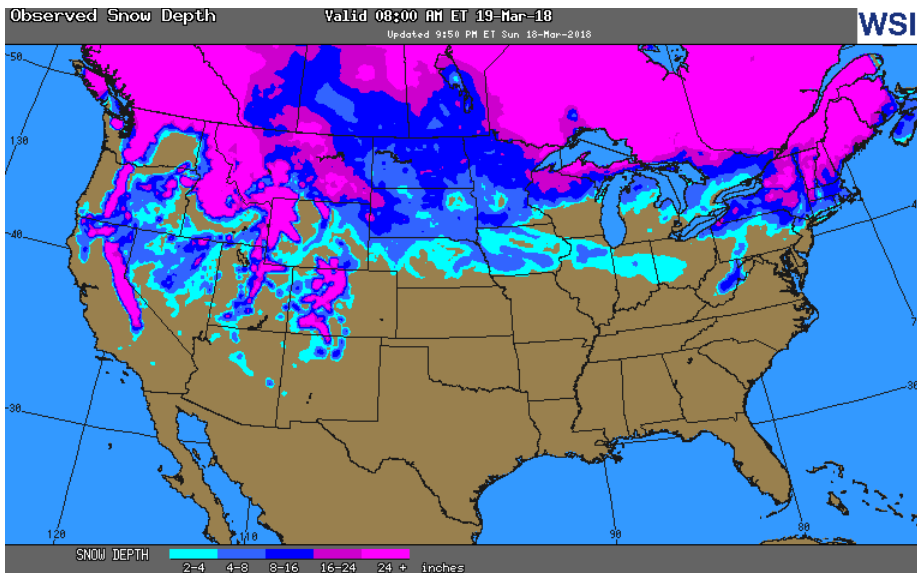 Observed Snow Depth
Valid 08:00 AM ET 19-Mar-18
Updated 9:50 PM ET Sun 18-Mar-2018
WSI
50
130
40
30
30
120
110
90
80
SNOW DEPTH
2-4 4-8 8-16 16-24 24 + inches